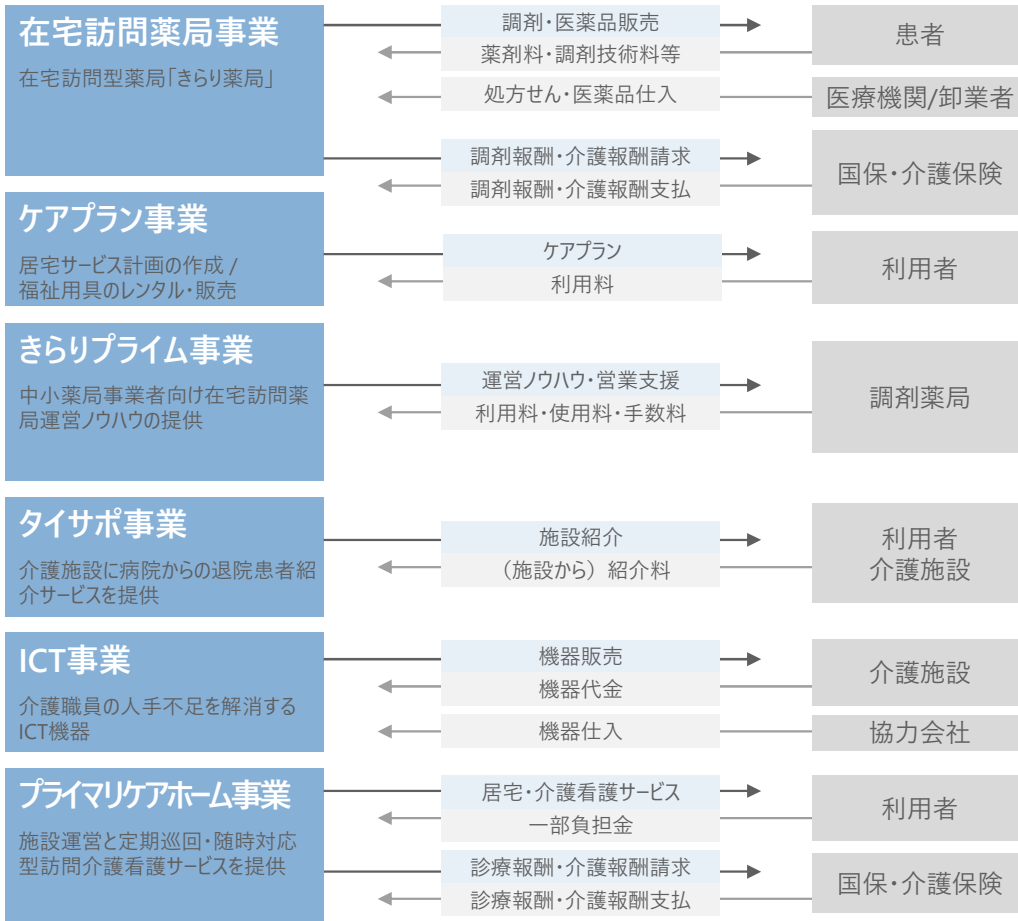 在宅訪問薬局事業
在宅訪問型薬局「きらり薬局」
調剤・医薬品販売
薬剤料・調剤技術料等
患者
処方せん・医薬品仕入
医療機関/卸業者
調剤報酬・介護報酬請求
調剤報酬・介護報酬支払
国保・介護保険
ケアプラン事業
居宅サービス計画の作成 /
福祉用具のレンタル・販売
ケアプラン
利用料
利用者
きらりプライム事業
中小薬局事業者向け在宅訪問薬
局運営ノウハウの提供
運営ノウハウ・営業支援
利用料・使用料・手数料
調剤薬局
タイサポ事業
介護施設に病院からの退院患者紹
介サービスを提供
施設紹介
（施設から）紹介料
利用者
介護施設
ICT事業
介護職員の人手不足を解消する
ICT機器
機器販売
機器代金
介護施設
機器仕入
協力会社
プライマリケアホーム事業
施設運営と定期巡回・随時対応
型訪問介護看護サービスを提供
居宅・介護看護サービス
一部負担金
利用者
診療報酬・介護報酬請求
診療報酬・介護報酬支払
国保・介護保険